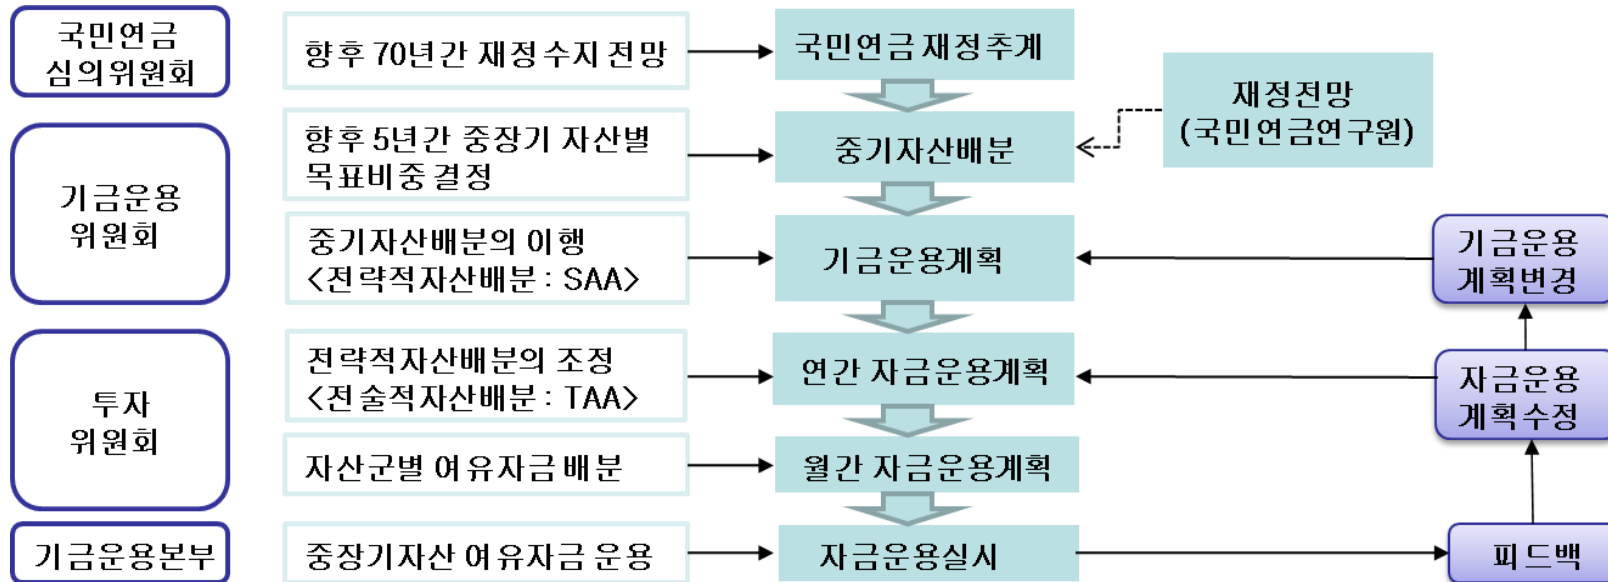 국민연금
심의위원회
향후 70년간 재정수지 전망
국민연금 재정추계
재정전망
(국민연금연구원)
기금운용
위원회
향후 5년간 중장기 자산별
목표비중 결정
중기자산배분
중기자산배분의 이행
<전략적자산배분 : SAA>
기금운용계획
기금운용
계획변경
투자
위원회
전략적자산배분의 조정
<전술적자산배분 : TAA>
연간 자금운용계획
자금운용
계획수정
자산군별 여유자금 배분
월간 자금운용계획
기금운용본부
중장기자산 여유자금 운용
자금운용실시
피드백